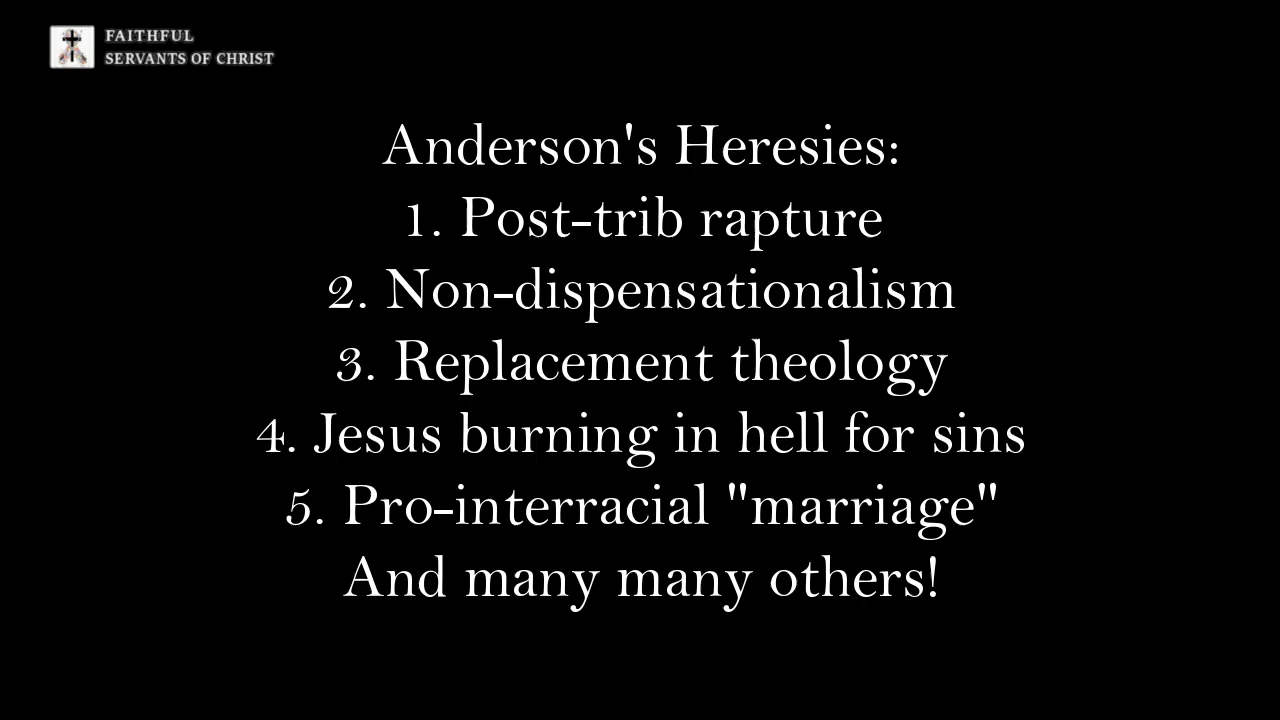 FAITHFUL
SERVANTS OF CHRIST
Anderson's Heresies:
1. Post-trib rapture
2. Non-dispensationalism
3. Replacement theology
4. Jesus burning in hell for sins
5. Pro-interracial "marriage"
And many many others!